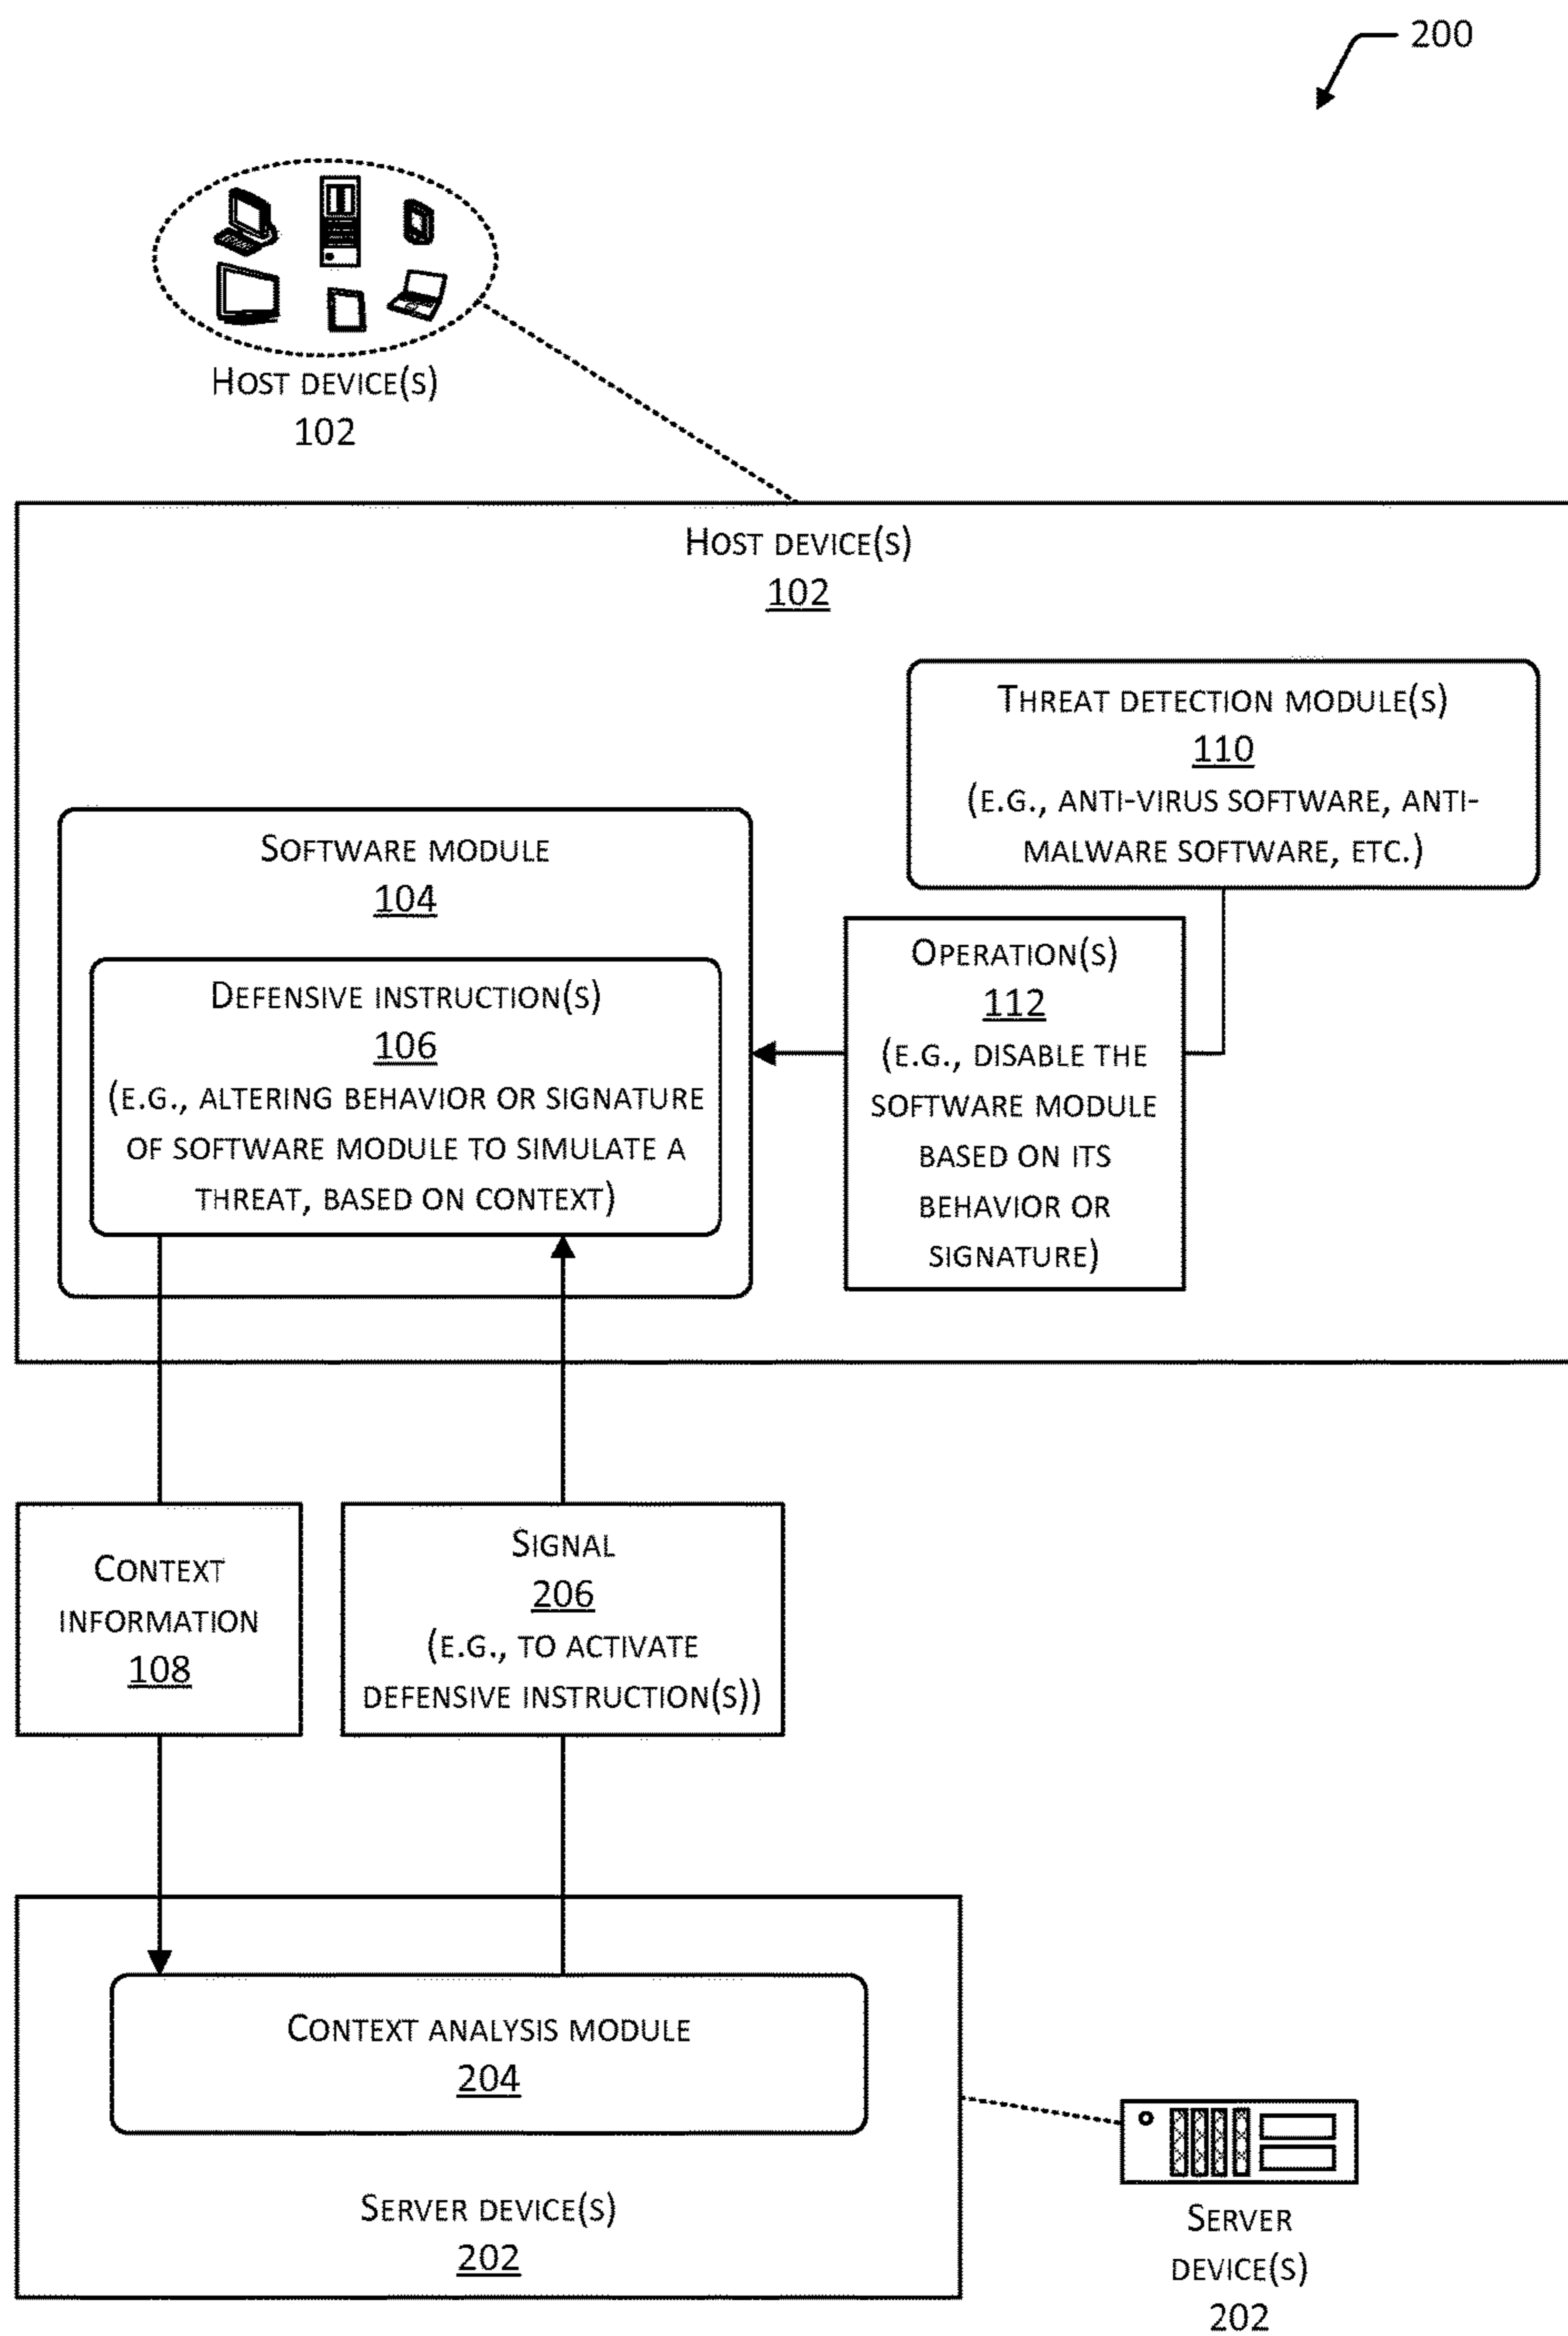 200
Host device(s)
102
Host device(s)
102
Threat detection module(s)
110
(e.g., anti-virus software, anti-
malware software, etc.)
Software module
104
Defensive instruction(s)
106
(e.g., altering behavior or signature
of software module to simulate a
threat, based on context)
Operation(s)
112
(e.g., disable the
software module
based on its
behavior or
signature)
Context
information
108
Signal
206
(e.g., to activate
defensive instruction(s))
Context analysis module
204
Server device(s)
202
Server
device(s)
202